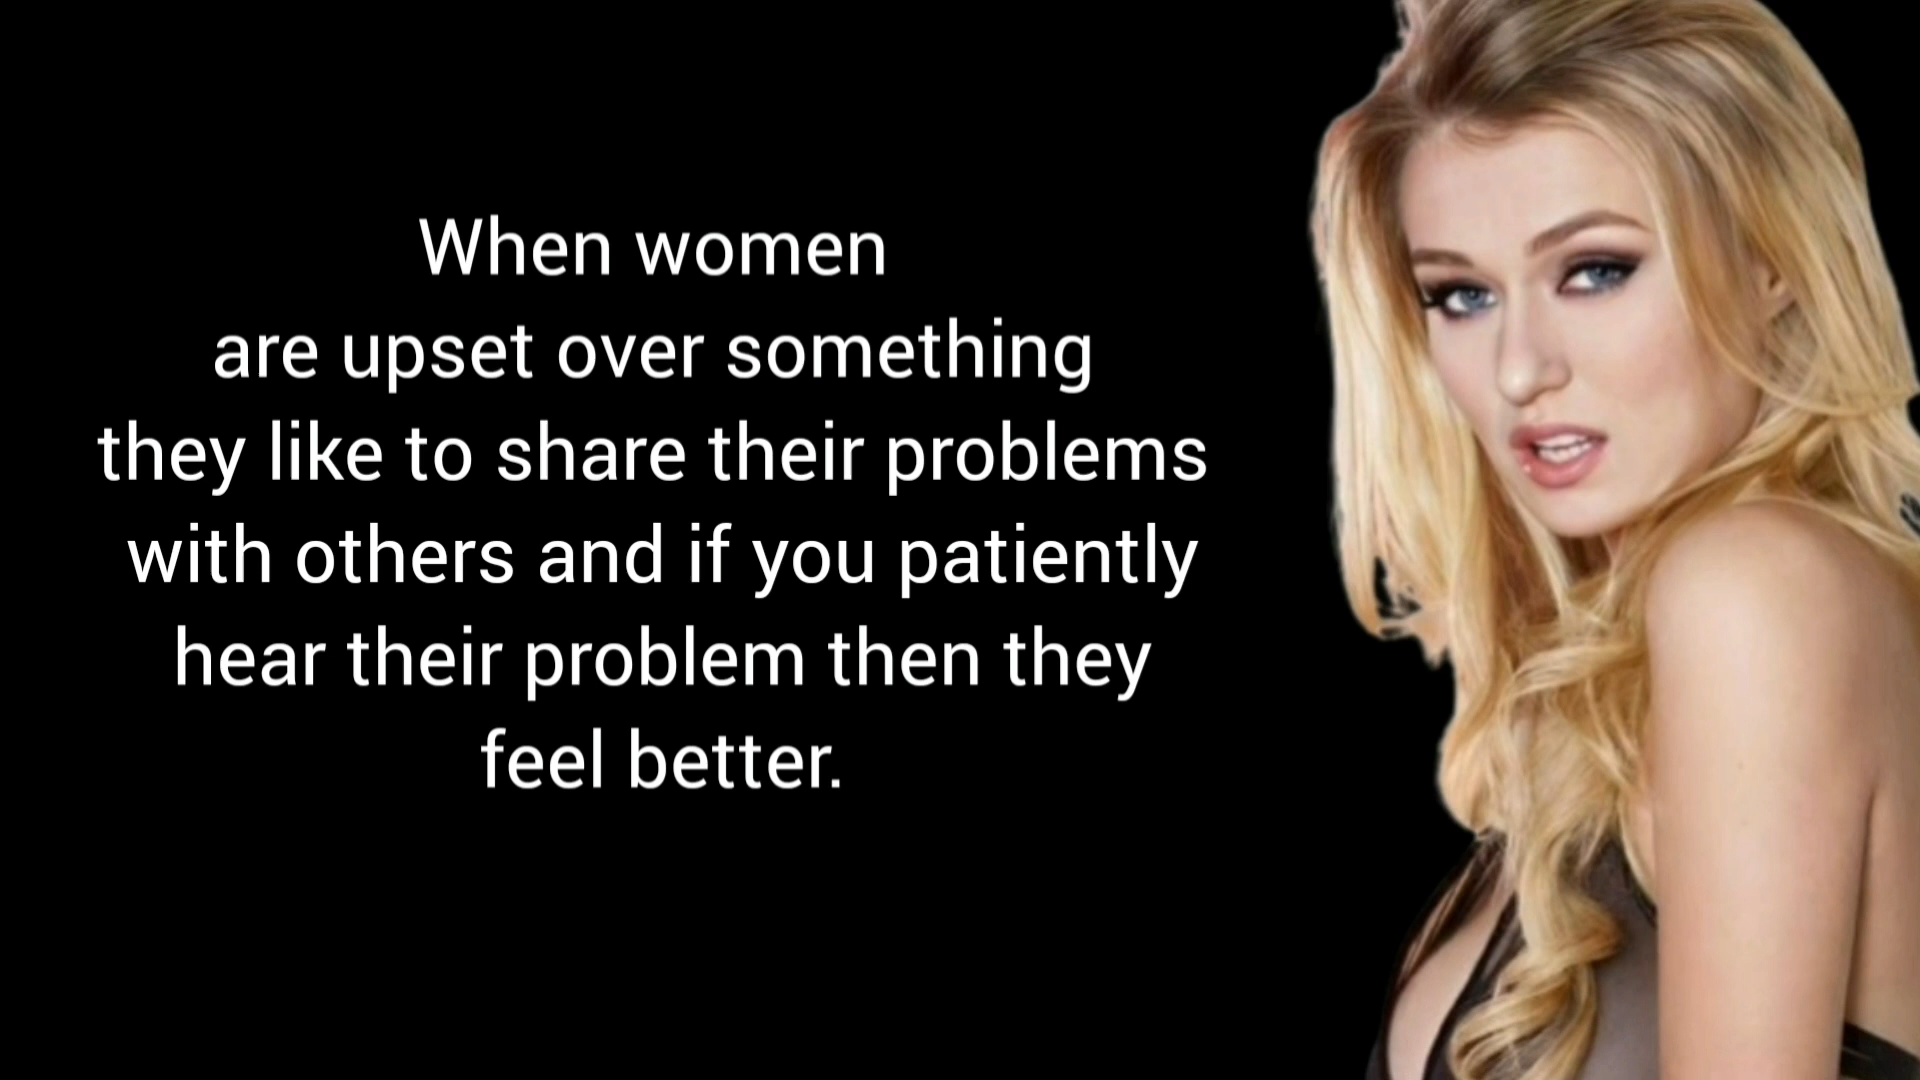 When women
are upset over something
they like to share their problems
with others and if you patiently
hear their problem then they
feel better.